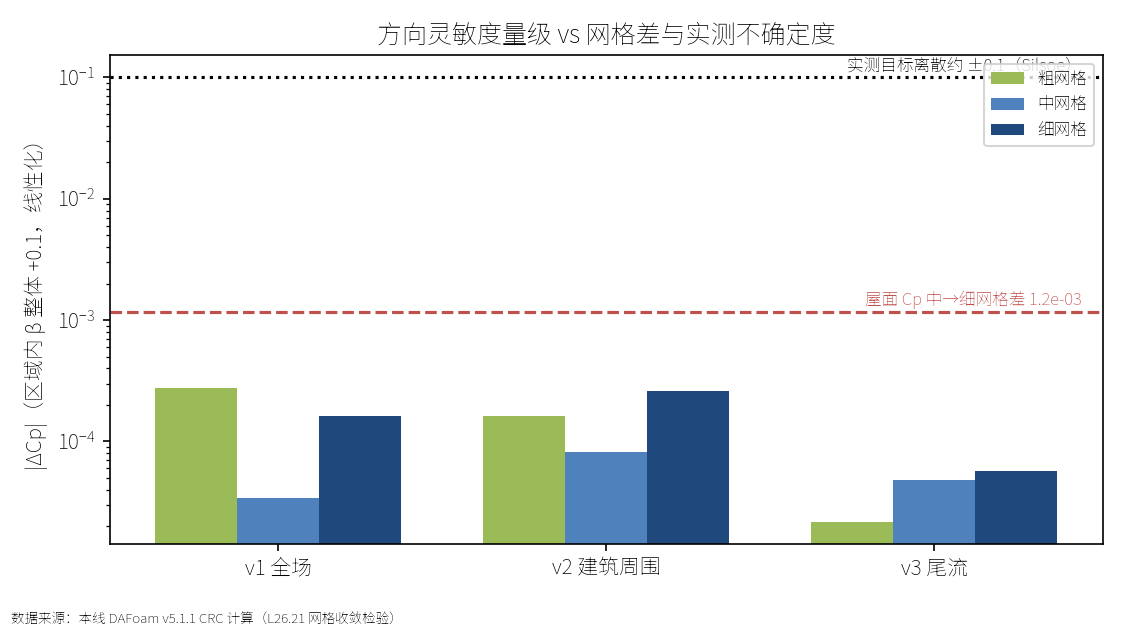 方向灵敏度量级 vs 网格差与实测不确定度
|ΔCp|（区域内 β 整体 +0.1，线性化）
10⁻¹
10⁻²
10⁻³
10⁻⁴
实测目标离散约 ±0.1（Silsoe）
粗网格
中网格
细网格
屋面 Cp 中→细网格差 1.2e-03
v1 全场
v2 建筑周围
v3 尾流
数据来源：本线 DAFoam v5.1.1 CRC 计算（L26.21 网格收敛检验）